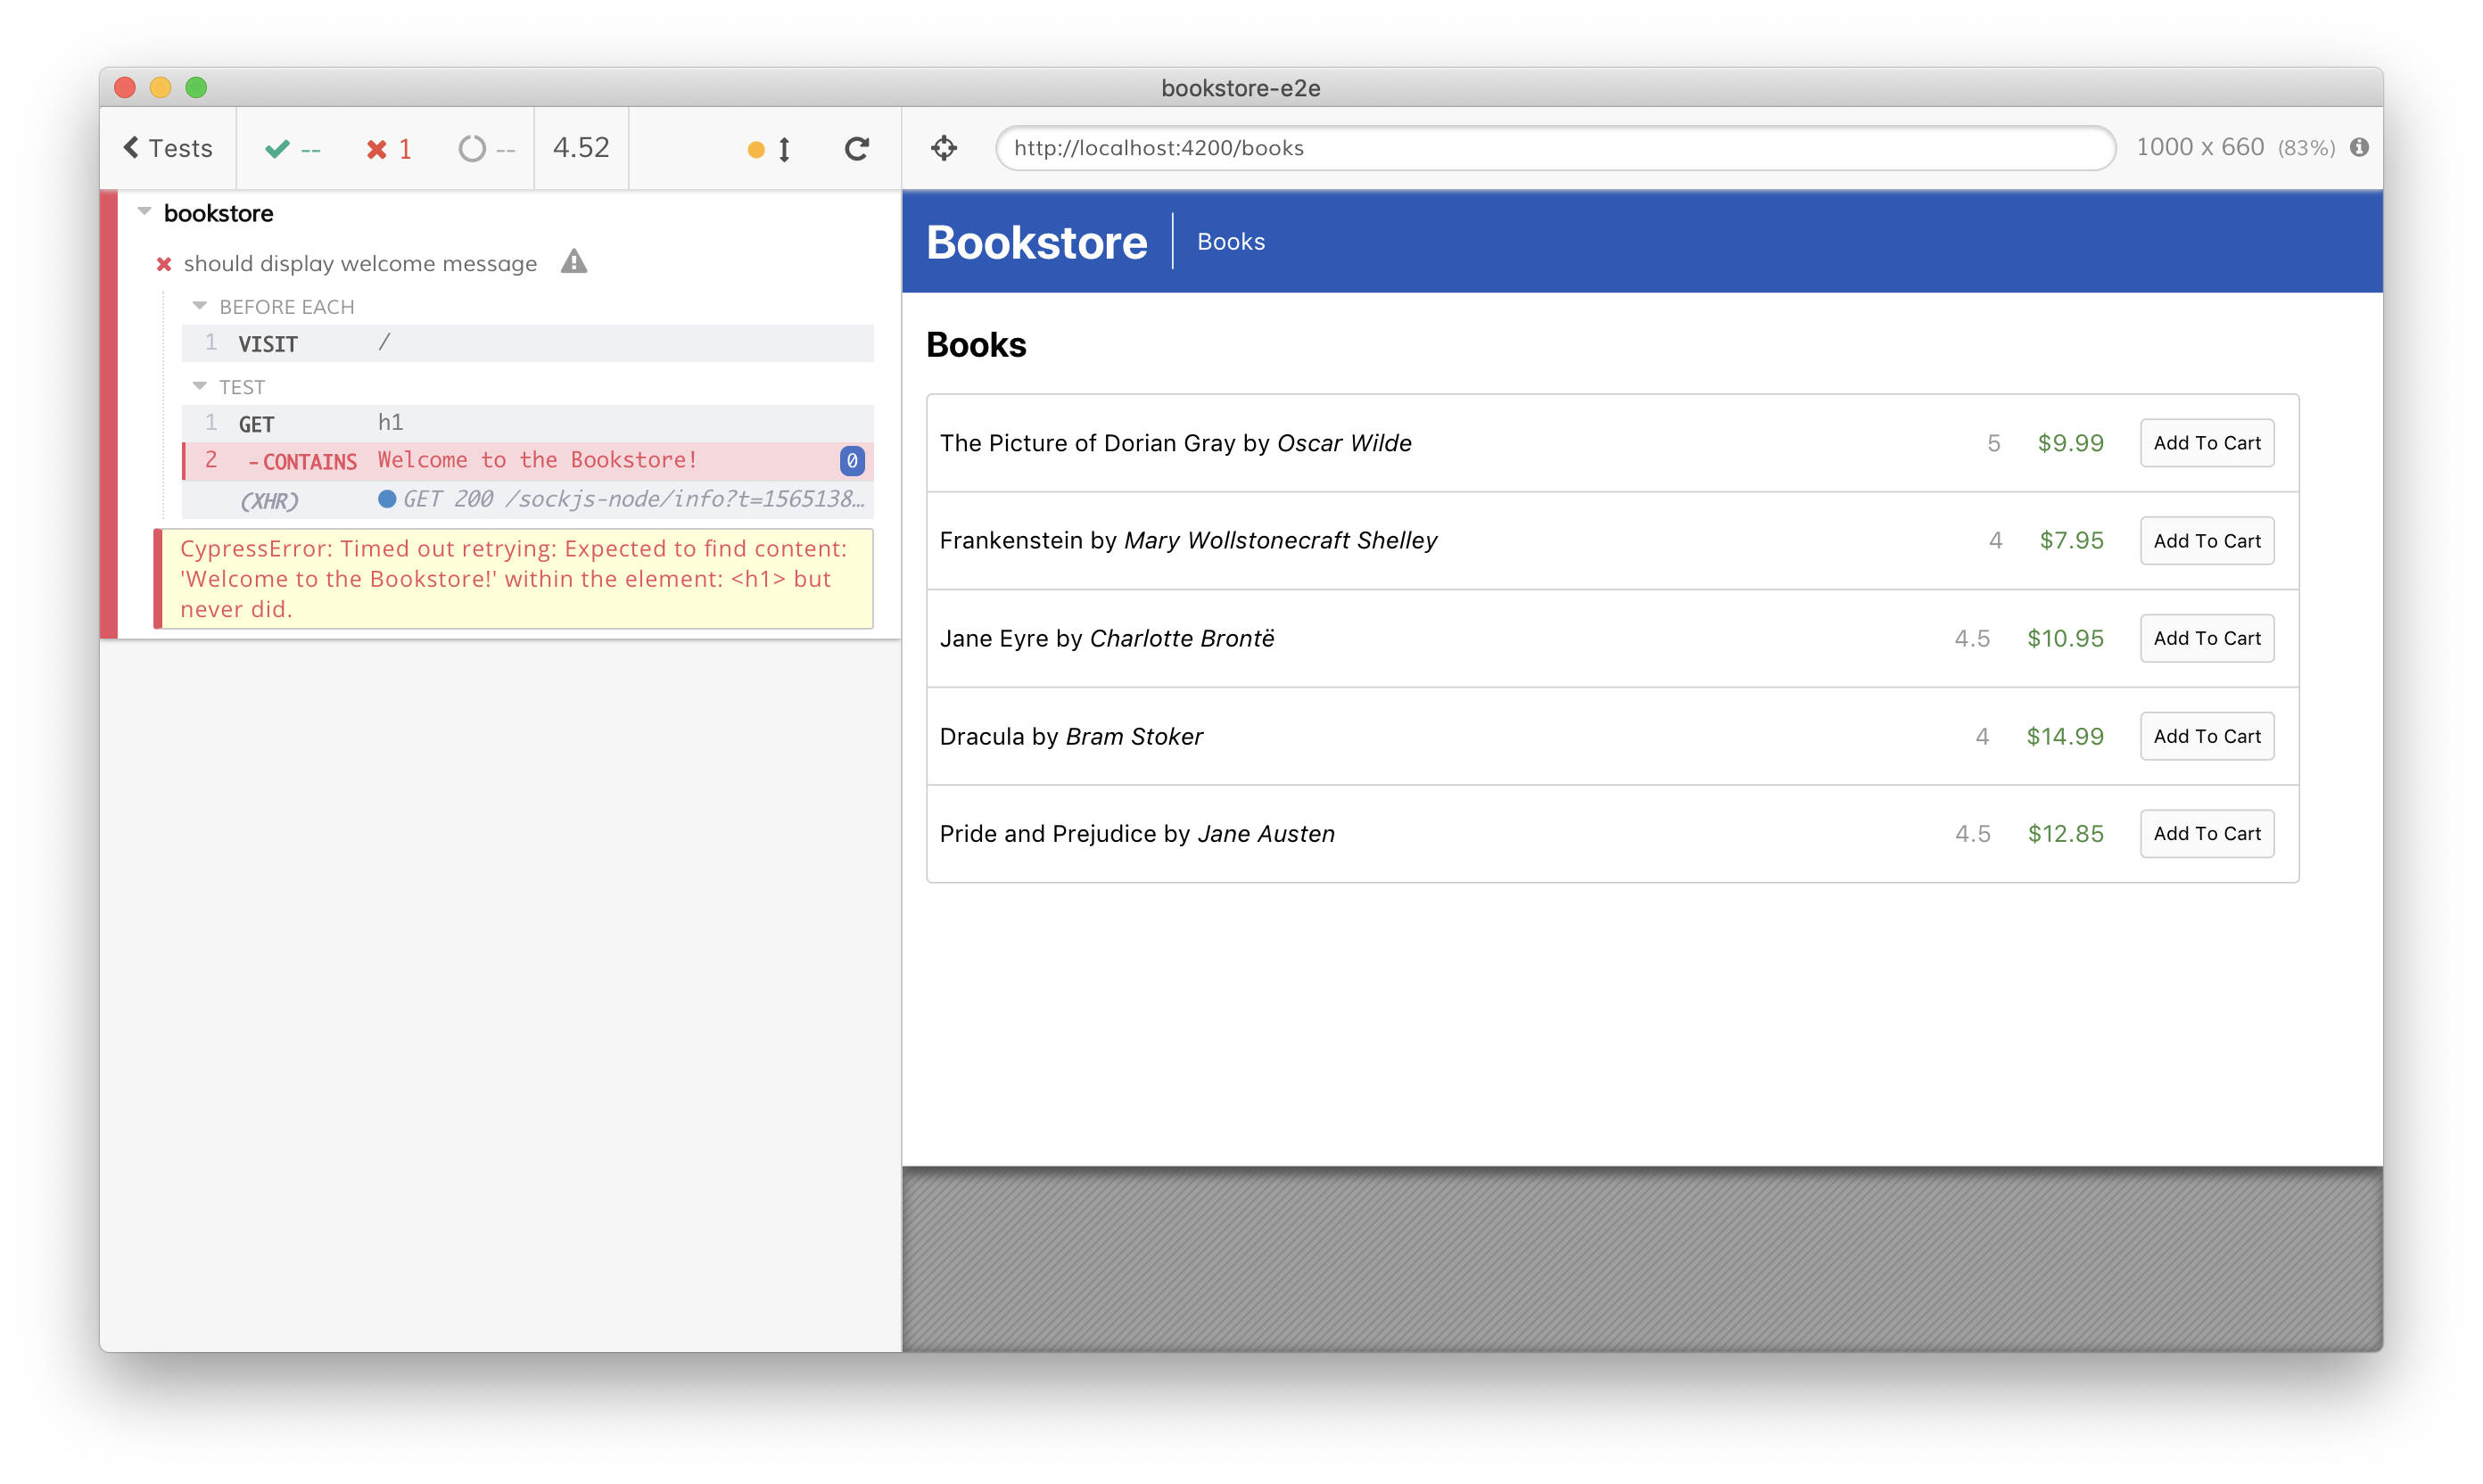 bookstore-e2e
Tests -- 1 -- 4.52 http://localhost:4200/books 1000 x 660 (83%)
bookstore
should display welcome message
BEFORE EACH
1 VISIT /
TEST
1 GET h1
2 -CONTAINS Welcome to the Bookstore! 0
(XHR) GET 200 /sockjs-node/info?t=1565138…
CypressError: Timed out retrying: Expected to find content:
'Welcome to the Bookstore!' within the element: <h1> but
never did.
Bookstore Books
Books
The Picture of Dorian Gray by Oscar Wilde 5 $9.99 Add To Cart
Frankenstein by Mary Wollstonecraft Shelley 4 $7.95 Add To Cart
Jane Eyre by Charlotte Brontë 4.5 $10.95 Add To Cart
Dracula by Bram Stoker 4 $14.99 Add To Cart
Pride and Prejudice by Jane Austen 4.5 $12.85 Add To Cart